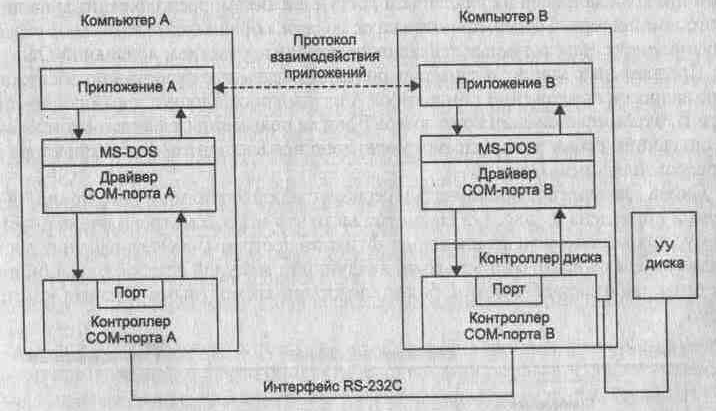 Компьютер А
Компьютер В
Протокол
взаимодействия
приложений
Приложение А
Приложение В
MS-DOS
Драйвер
COM-порта А
MS-DOS
Драйвер
COM-порта В
Контроллер диска
УУ
диска
Порт
Контроллер
COM-порта А
Порт
Контроллер
COM-порта В
Интерфейс RS-232C